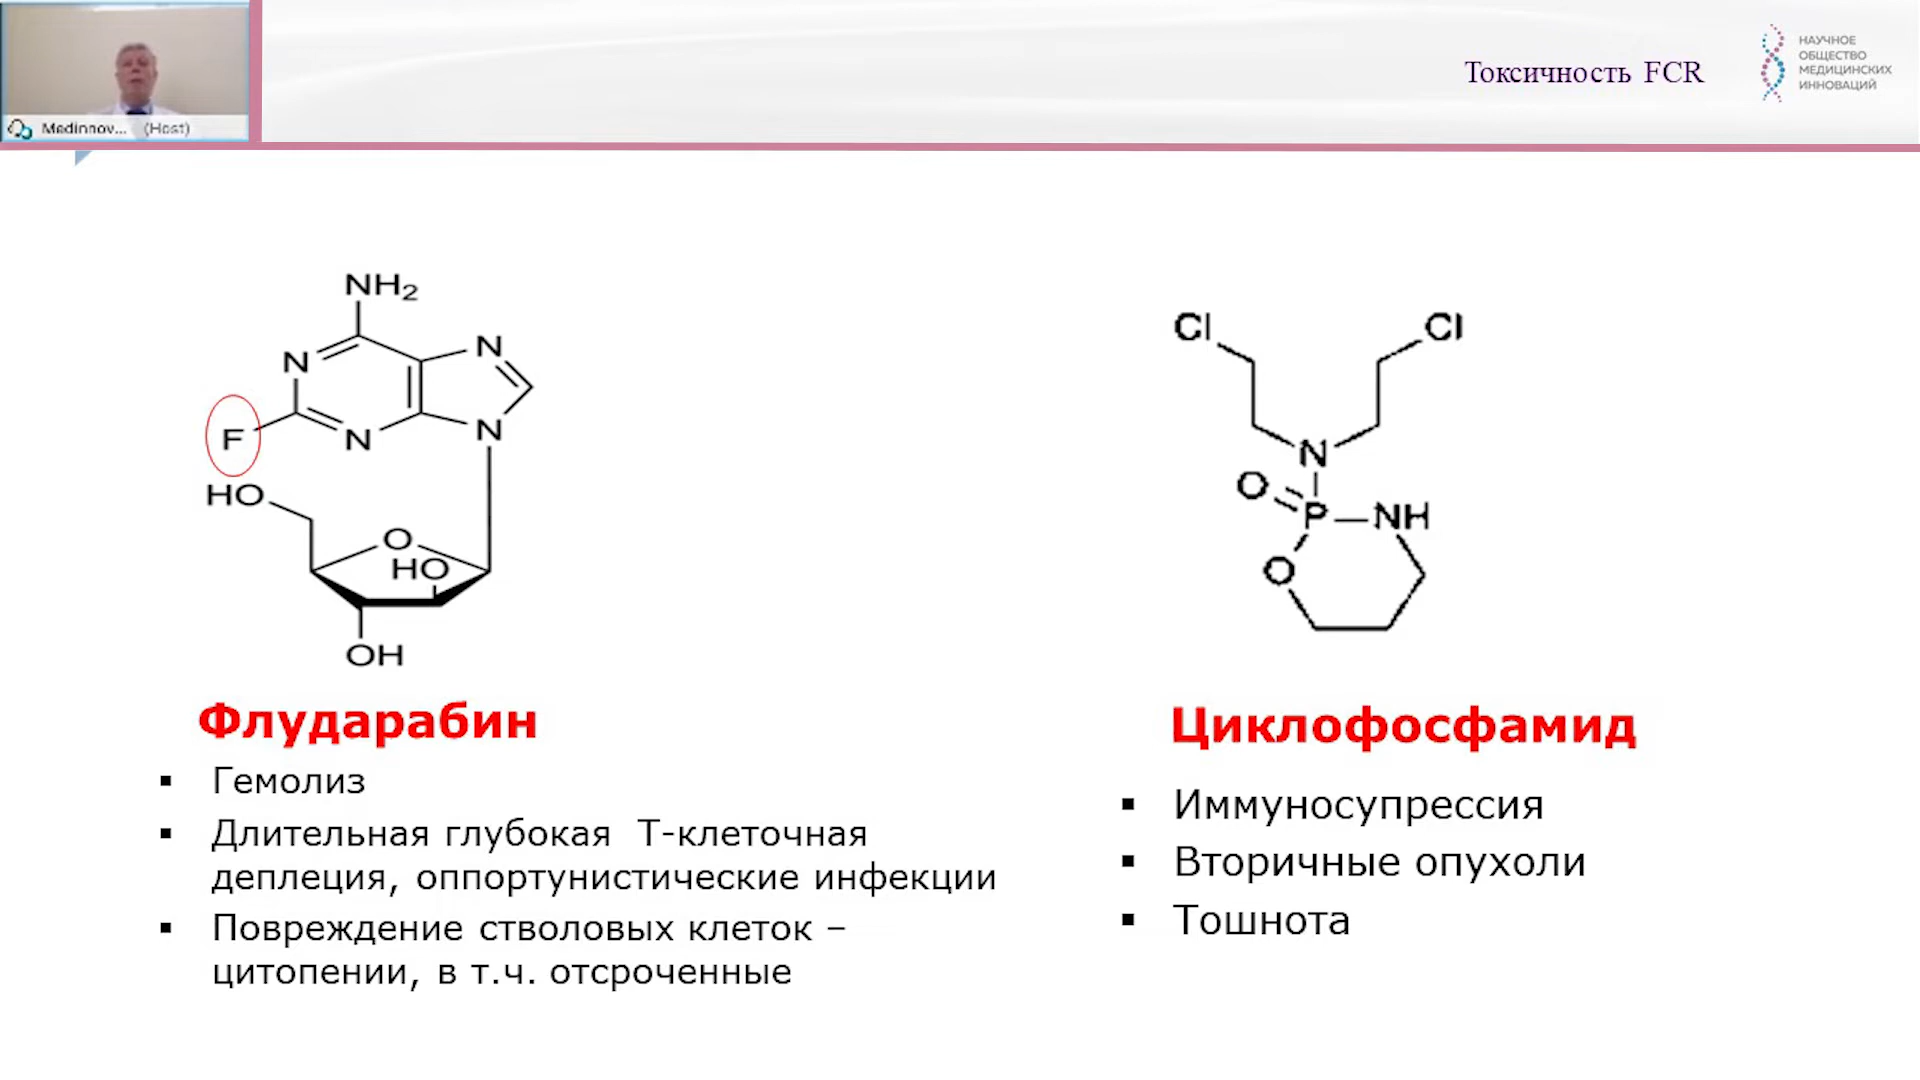 Medinnov... (Host)
Токсичность FCR
НАУЧНОЕ
ОБЩЕСТВО
МЕДИЦИНСКИХ
ИННОВАЦИЙ
NH2
N
N
F
N
N
HO
O
HO
OH
Cl
Cl
N
O
P
NH
O
Флударабин
▪ Гемолиз
▪ Длительная глубокая Т-клеточная
деплеция, оппортунистические инфекции
▪ Повреждение стволовых клеток –
цитопении, в т.ч. отсроченные
Циклофосфамид
▪ Иммуносупрессия
▪ Вторичные опухоли
▪ Тошнота